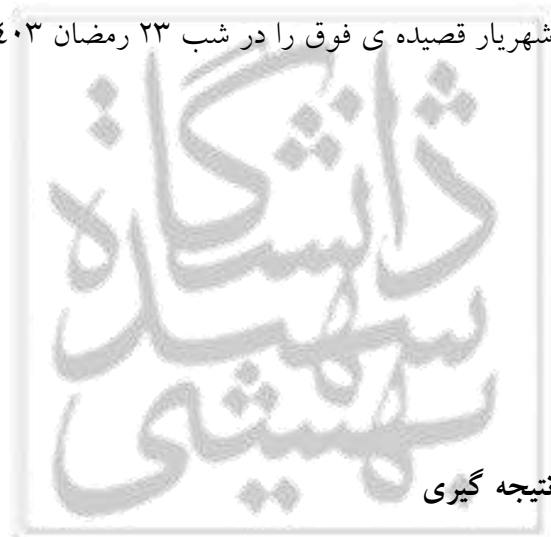 شهریار قصیده ی فوق را در شب ۲۳ رمضان ۴۰۳
دانشگاه
شهید
بهشتی
نتیجه گیری